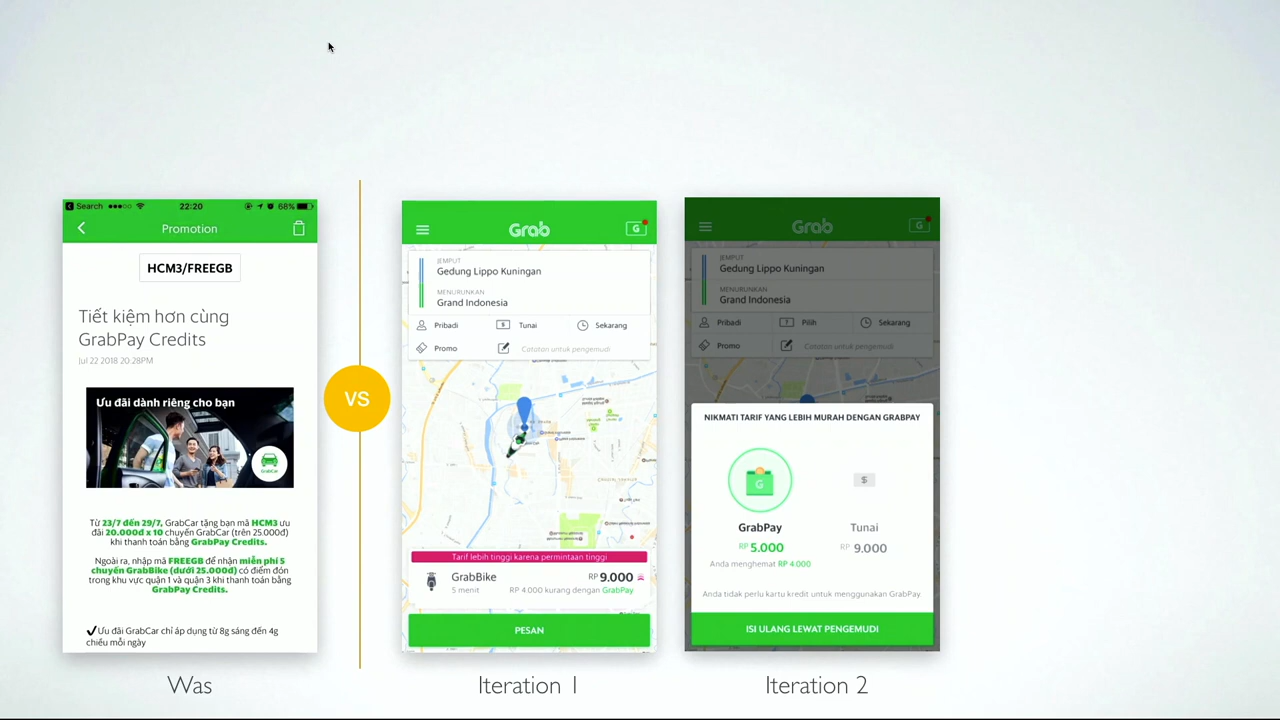 Search
22:20
68%
Promotion
HCM3/FREEGB
Tiết kiệm hơn cùng
GrabPay Credits
Jul 22 2018 20:28PM
Ưu đãi dành riêng cho bạn
GrabCar
Từ 23/7 đến 29/7, GrabCar tặng bạn mã HCM3 ưu
đãi 20.000đ x 10 chuyến GrabCar (trên 25.000đ)
khi thanh toán bằng GrabPay Credits.
Ngoài ra, nhập mã FREEGB để nhận miễn phí 5
chuyến GrabBike (dưới 25.000đ) có điểm đón
trong khu vực quận 1 và quận 3 khi thanh toán bằng
GrabPay Credits.
✓Ưu đãi GrabCar chỉ áp dụng từ 8g sáng đến 4g
chiều mỗi ngày
Was
VS
Grab
G
JEMPUT
Gedung Lippo Kuningan
MENURUNKAN
Grand Indonesia
Pribadi
$ Tunai
Sekarang
Promo
Catatan untuk pengemudi
Tarif lebih tinggi karena permintaan tinggi
GrabBike
RP 9.000
5 menit
RP 4.000 kurang dengan GrabPay
PESAN
Iteration 1
Grab
G
JEMPUT
Gedung Lippo Kuningan
MENURUNKAN
Grand Indonesia
Pribadi
? Pilih
Sekarang
Promo
Catatan untuk pengemudi
NIKMATI TARIF YANG LEBIH MURAH DENGAN GRABPAY
G
$
GrabPay
Tunai
RP 5.000
RP 9.000
Anda menghemat RP 4.000
Anda tidak perlu kartu kredit untuk menggunakan GrabPay
ISI ULANG LEWAT PENGEMUDI
Iteration 2